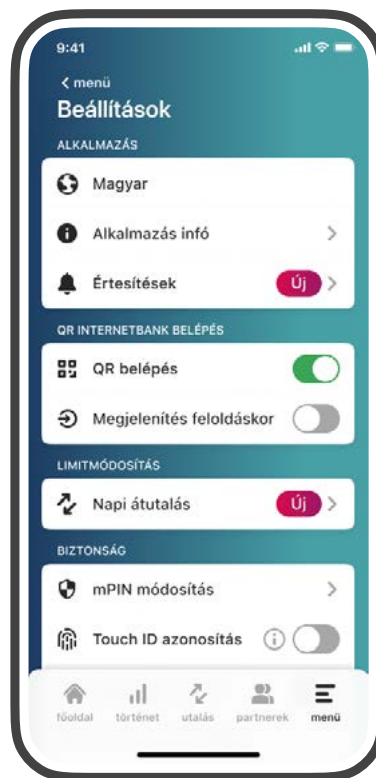 9:41
menü
Beállítások
ALKALMAZÁS
Magyar
Alkalmazás infó
Értesítések Új
QR INTERNETBANK BELÉPÉS
QR belépés
Megjelenítés feloldáskor
LIMITMÓDOSÍTÁS
Napi átutalás Új
BIZTONSÁG
mPIN módosítás
Touch ID azonosítás
főoldal történet utalás partnerek menü